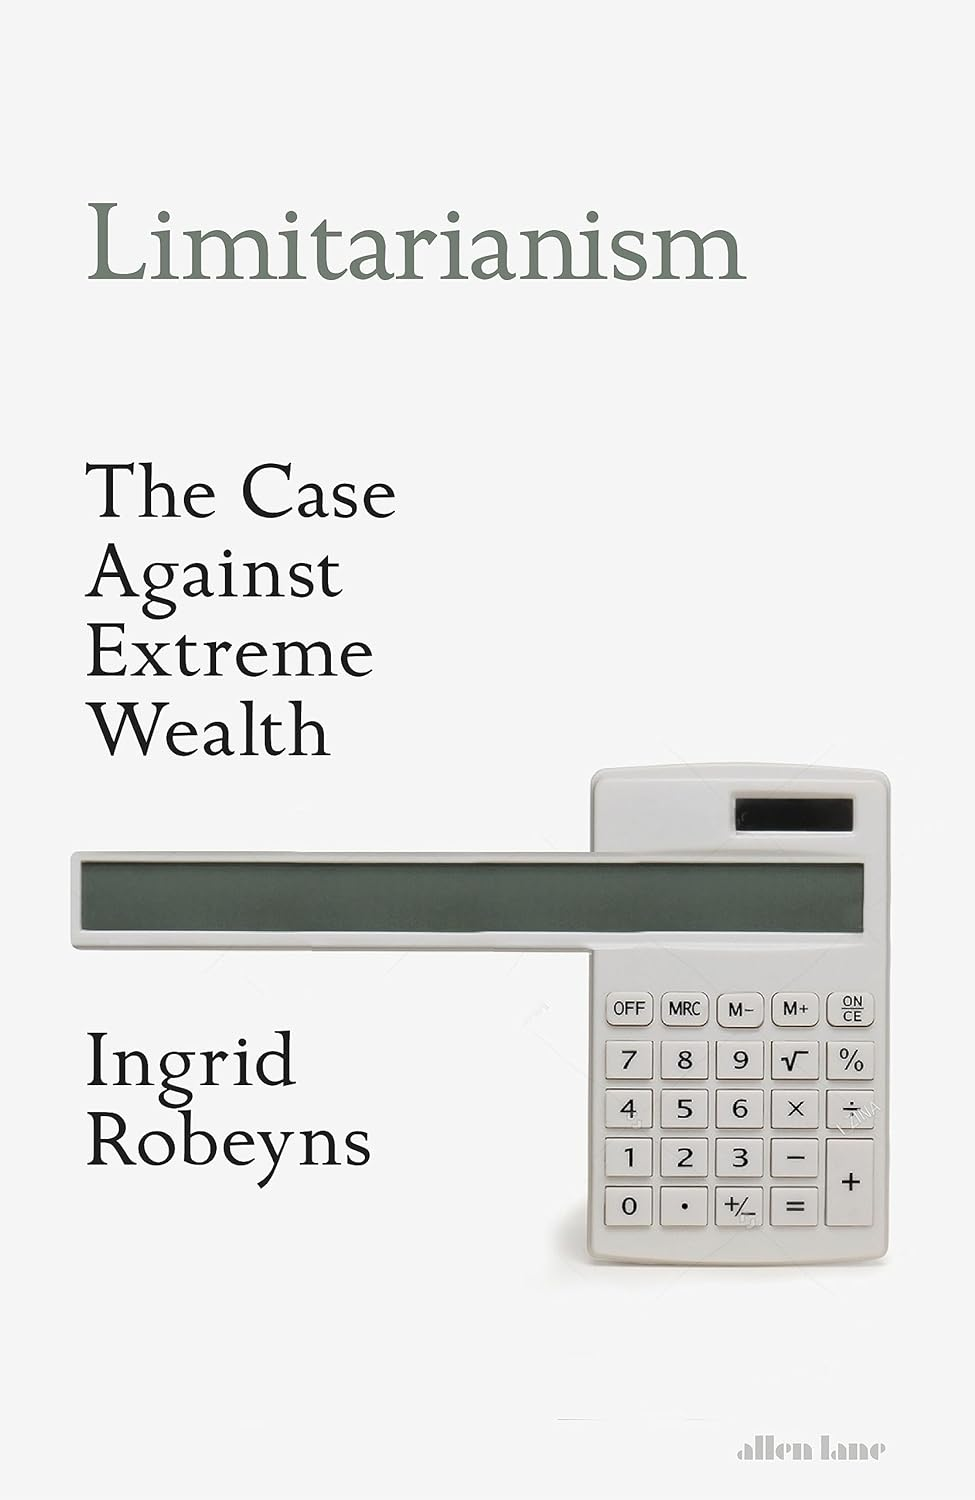 Limitarianism
The Case
Against
Extreme
Wealth
Ingrid
Robeyns
OFF MRC M− M+ ON/CE
7 8 9 √ %
4 5 6 × ÷
1 2 3 −
+
0 . +/− =
allen lane